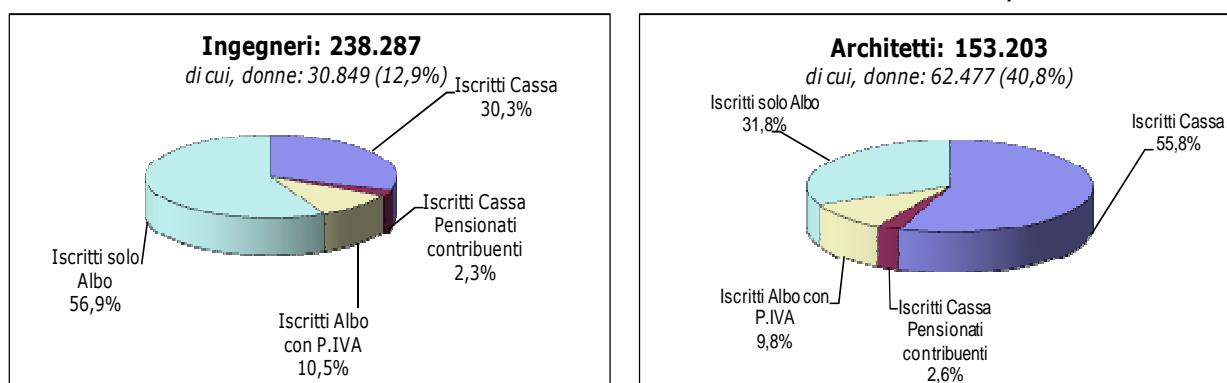 Ingegneri: 238.287
di cui, donne: 30.849 (12,9%)
Iscritti Cassa
30,3%
Iscritti Cassa
Pensionati
contribuenti
2,3%
Iscritti Albo
con P.IVA
10,5%
Iscritti solo
Albo
56,9%
Architetti: 153.203
di cui, donne: 62.477 (40,8%)
Iscritti solo Albo
31,8%
Iscritti Cassa
55,8%
Iscritti Albo con
P.IVA
9,8%
Iscritti Cassa
Pensionati
contribuenti
2,6%